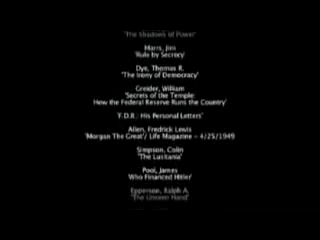 'The Shadows of Power'
Marrs, Jim
'Rule by Secrecy'
Dye, Thomas R.
'The Irony of Democracy'
Greider, William
'Secrets of the Temple:
How the Federal Reserve Runs the Country'
'F.D.R.: His Personal Letters'
Allen, Fredrick Lewis
'Morgan The Great'/ Life Magazine - 4/25/1949
Simpson, Colin
'The Lusitania'
Pool, James
'Who Financed Hitler'
Epperson, Ralph A.
'The Unseen Hand'